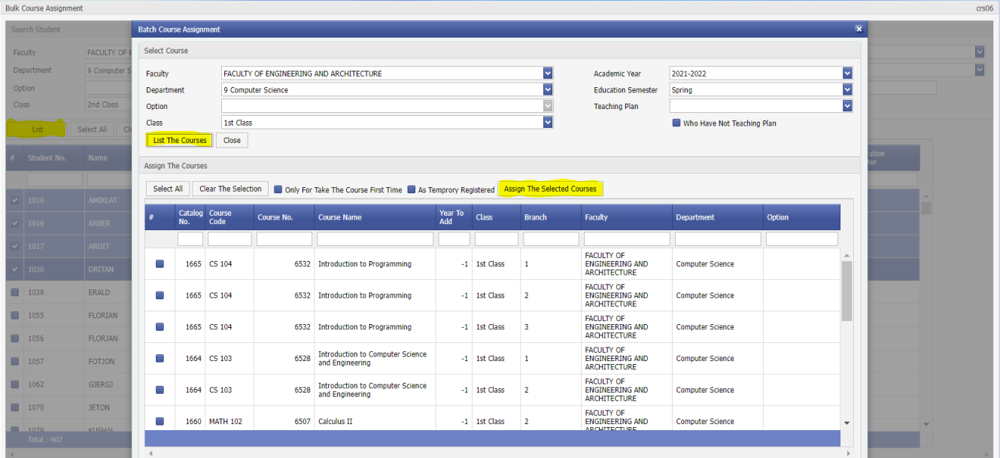 Bulk Course Assignment crs06
Search Student
Batch Course Assignment
Select Course
Faculty FACULTY OF E
Department 9 Computer S
Option
Class 2nd Class
List Select All Cle
Faculty FACULTY OF ENGINEERING AND ARCHITECTURE Academic Year 2021-2022
Department 9 Computer Science Education Semester Spring
Option Teaching Plan
Class 1st Class Who Have Not Teaching Plan
List The Courses Close
Assign The Courses
Select All Clear The Selection Only For Take The Course First Time As Temprory Registered Assign The Selected Courses
# Student No. Name
1010 AMIKLAT
1016 ARBER
1017 ARDIT
1030 DRITAN
1039 ERALD
1055 FLORIAN
1056 FLORJAN
1057 FOTJON
1062 GJERGJ
1070 JETON
1079 KUSHAL
Total : 407
# Catalog No. Course Code Course No. Course Name Year To Add Class Branch Faculty Department Option
1665 CS 104 6532 Introduction to Programming -1 1st Class 1 FACULTY OF ENGINEERING AND ARCHITECTURE Computer Science
1665 CS 104 6532 Introduction to Programming -1 1st Class 2 FACULTY OF ENGINEERING AND ARCHITECTURE Computer Science
1665 CS 104 6532 Introduction to Programming -1 1st Class 3 FACULTY OF ENGINEERING AND ARCHITECTURE Computer Science
1664 CS 103 6528 Introduction to Computer Science and Engineering -1 1st Class 1 FACULTY OF ENGINEERING AND ARCHITECTURE Computer Science
1664 CS 103 6528 Introduction to Computer Science and Engineering -1 1st Class 2 FACULTY OF ENGINEERING AND ARCHITECTURE Computer Science
1660 MATH 102 6507 Calculus II -1 1st Class 2 FACULTY OF ENGINEERING AND ARCHITECTURE Computer Science